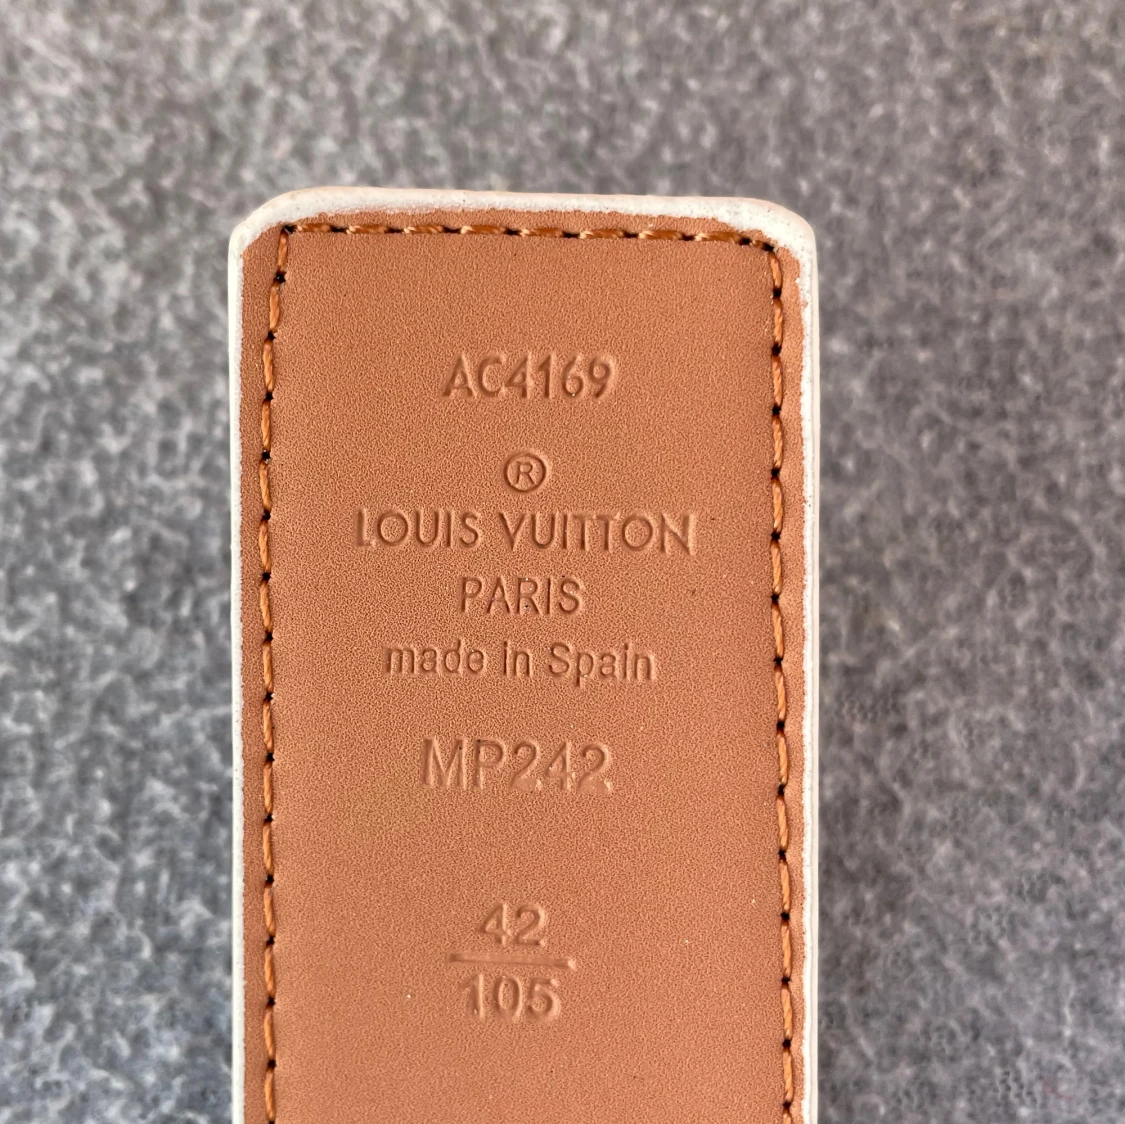 AC4169
®
LOUIS VUITTON
PARIS
made in Spain
MP242
42
105